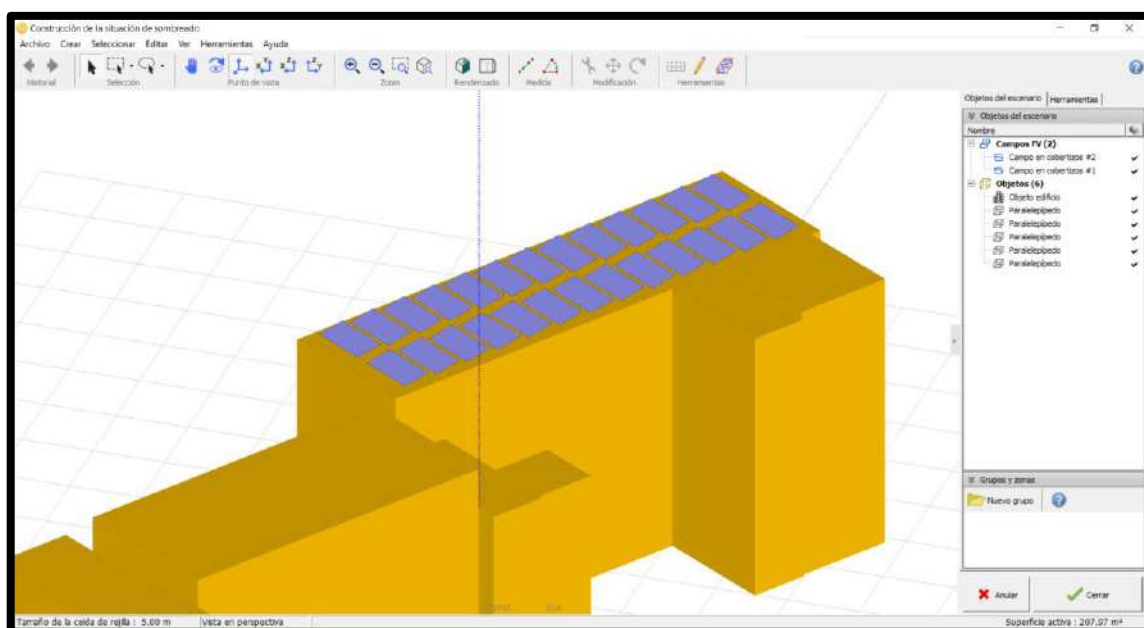 Construcción de la situación de sombreado
Archivo Crear Seleccionar Editar Ver Herramientas Ayuda
Historial Selección Punto de vista Zoom Renderizado Medida Modificación Herramientas
Objetos del escenario Herramientas
Objetos del escenario
Nombre
Campos FV (2)
Campo en cobertizos #2
Campo en cobertizos #1
Objetos (6)
Objeto edificio
Paralelepípedo
Paralelepípedo
Paralelepípedo
Paralelepípedo
Paralelepípedo
Grupos y zonas
Nuevo grupo
Anular Cerrar
Zenit Sur
Tamaño de la celda de rejilla : 5.00 m Vista en perspectiva Superficie activa : 207.97 m²